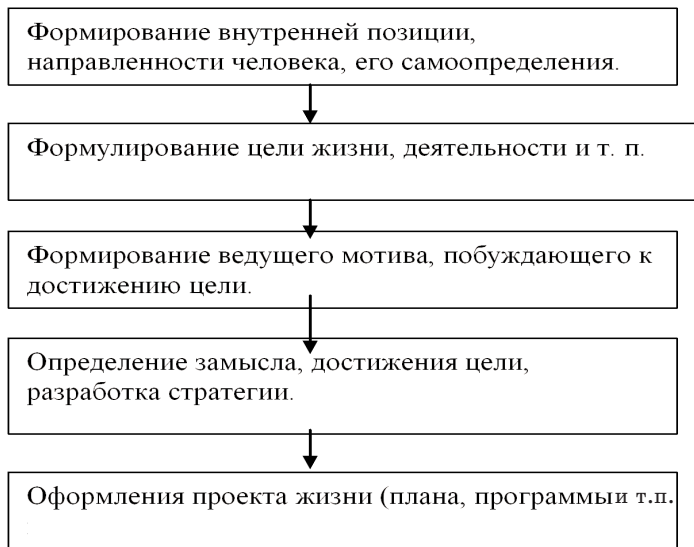 Формирование внутренней позиции,
направленности человека, его самоопределения.
Формулирование цели жизни, деятельности и т. п.
Формирование ведущего мотива, побуждающего к
достижению цели.
Определение замысла, достижения цели,
разработка стратегии.
Оформления проекта жизни (плана, программы и т.п.